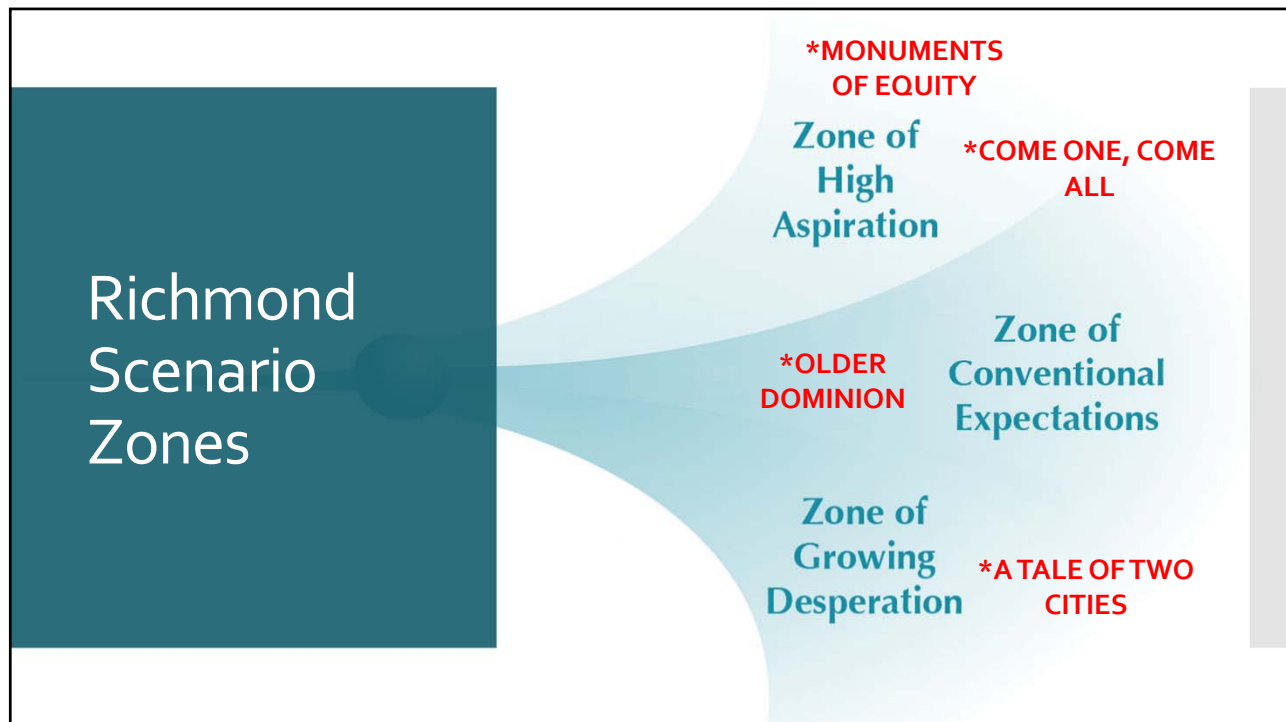 Richmond
Scenario
Zones
*MONUMENTS
OF EQUITY
Zone of
High
Aspiration
*COME ONE, COME
ALL
*OLDER
DOMINION
Zone of
Conventional
Expectations
Zone of
Growing
Desperation
*A TALE OF TWO
CITIES